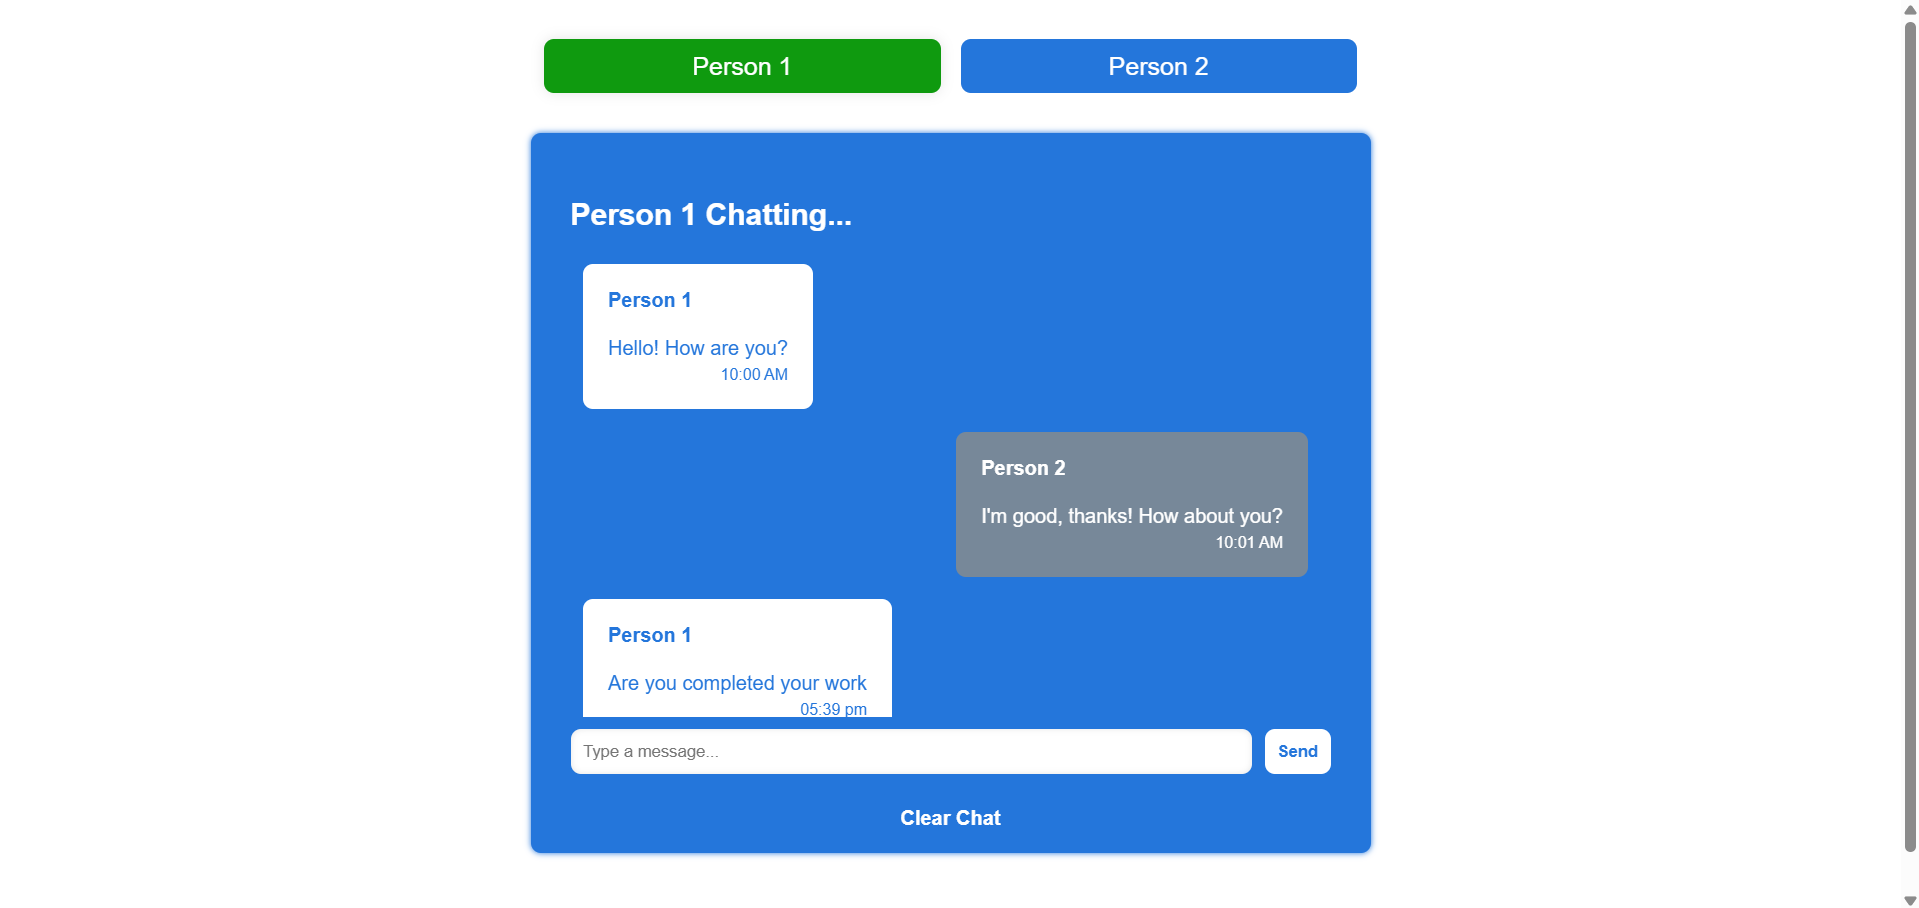 Person 1
Person 2
Person 1 Chatting...
Person 1
Hello! How are you?
10:00 AM
Person 2
I'm good, thanks! How about you?
10:01 AM
Person 1
Are you completed your work
05:39 pm
Type a message...
Send
Clear Chat